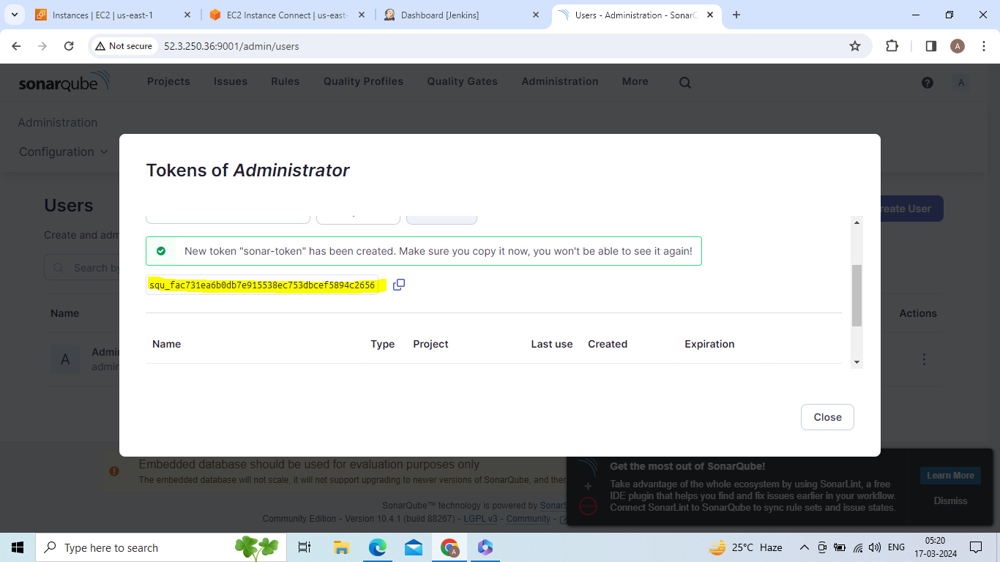 Instances | EC2 | us-east-1
EC2 Instance Connect | us-east-
Dashboard [Jenkins]
Users - Administration - SonarQ
Not secure
52.3.250.36:9001/admin/users
A
sonarqube
Projects
Issues
Rules
Quality Profiles
Quality Gates
Administration
More
A
Administration
Configuration
Tokens of Administrator
Users
reate User
Create and adm
New token "sonar-token" has been created. Make sure you copy it now, you won't be able to see it again!
Search by
squ_fac731ea6b0db7e915538ec753dbcef5894c2656
Name
Actions
Name Type Project Last use Created Expiration
A
Admi
admin
Close
Embedded database should be used for evaluation purposes only
The embedded database will not scale, it will not support upgrading to newer versions of SonarQube, and ther
Get the most out of SonarQube!
Take advantage of the whole ecosystem by using SonarLint, a free
IDE plugin that helps you find and fix issues earlier in your workflow.
Connect SonarLint to SonarQube to sync rule sets and issue states.
Learn More
Dismiss
SonarQube™ technology is powered by SonarS
Community Edition - Version 10.4.1 (build 88267) - LGPL v3 - Community -
Type here to search
A
25°C Haze
ENG
05:20
17-03-2024